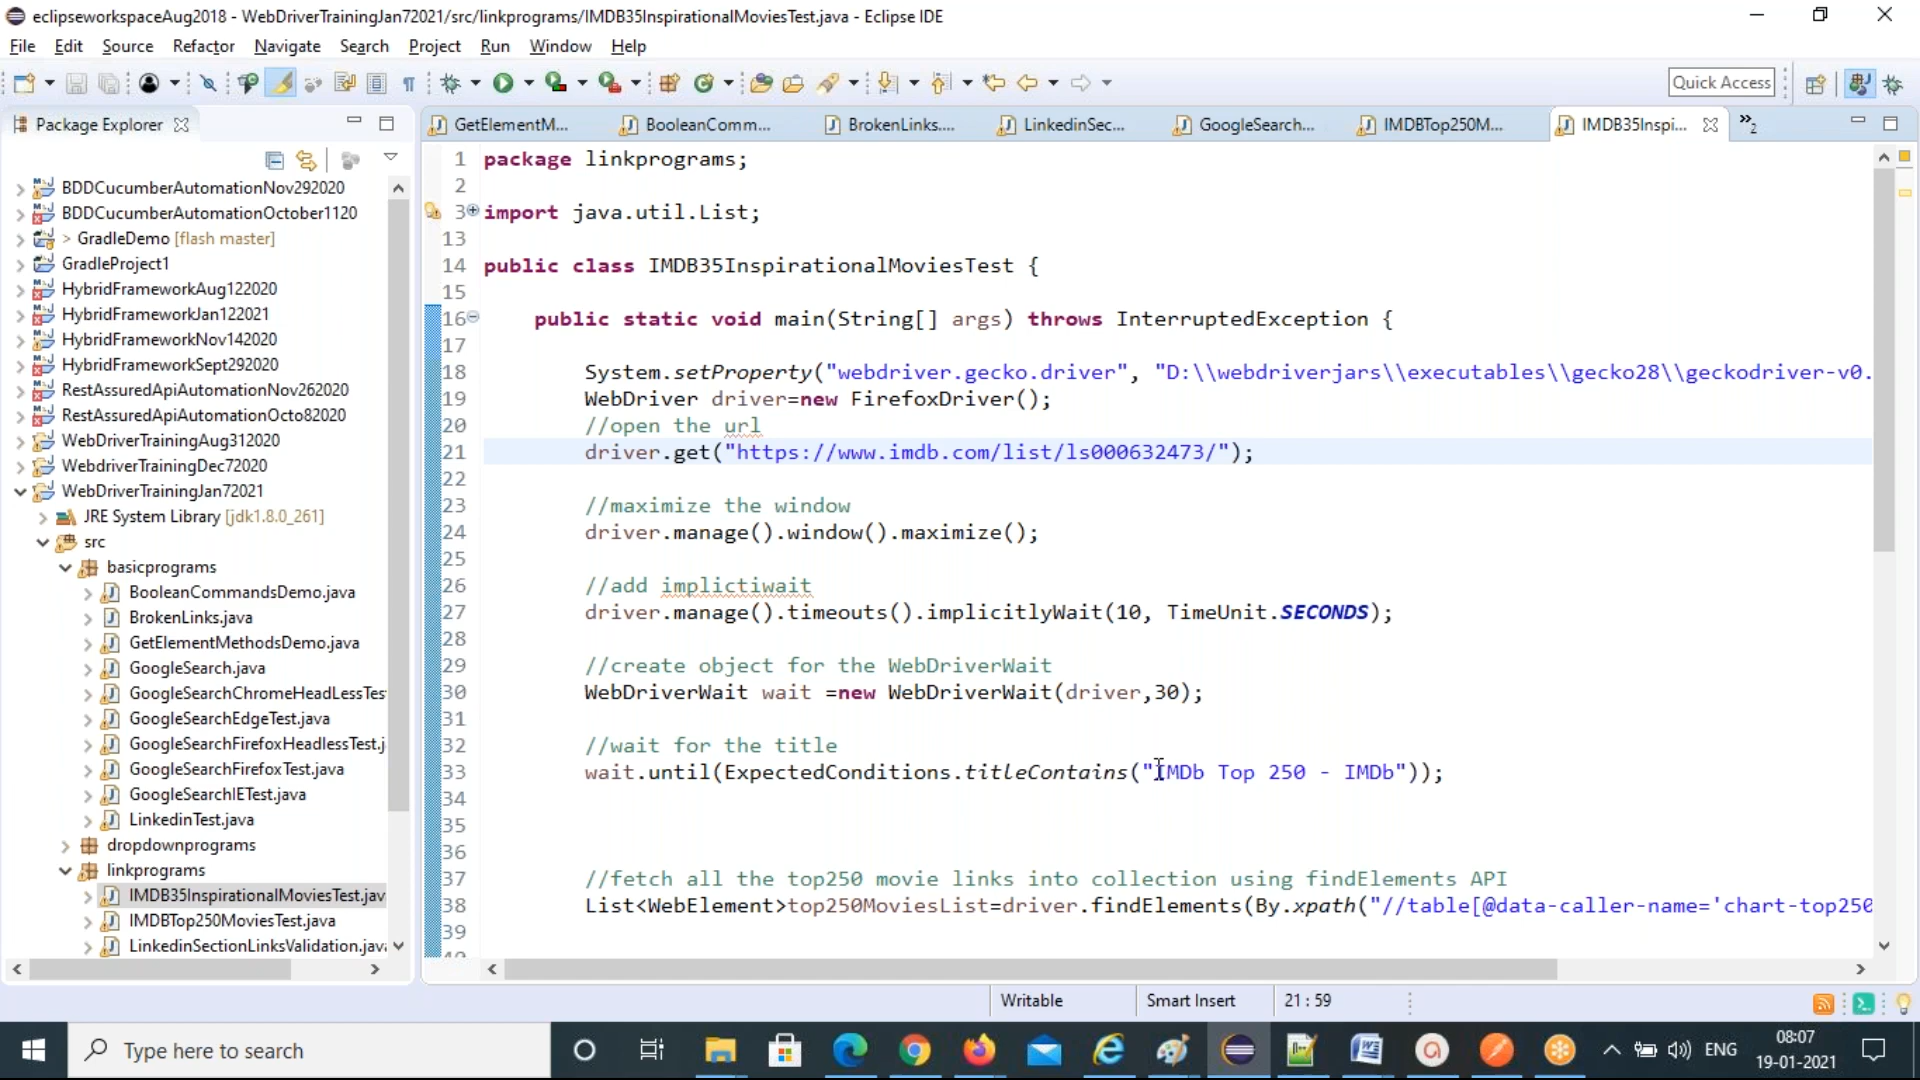 eclipseworkspaceAug2018 - WebDriverTrainingJan72021/src/linkprograms/IMDB35InspirationalMoviesTest.java - Eclipse IDE
File Edit Source Refactor Navigate Search Project Run Window Help
Quick Access
Package Explorer
GetElementM... BooleanComm... BrokenLinks.... LinkedinSec... GoogleSearch... IMDBTop250M... IMDB35Inspi... »2
BDDCucumberAutomationNov292020
BDDCucumberAutomationOctober1120
> GradleDemo [flash master]
GradleProject1
HybridFrameworkAug122020
HybridFrameworkJan122021
HybridFrameworkNov142020
HybridFrameworkSept292020
RestAssuredApiAutomationNov262020
RestAssuredApiAutomationOcto82020
WebDriverTrainingAug312020
WebdriverTrainingDec72020
WebDriverTrainingJan72021
JRE System Library [jdk1.8.0_261]
src
basicprograms
BooleanCommandsDemo.java
BrokenLinks.java
GetElementMethodsDemo.java
GoogleSearch.java
GoogleSearchChromeHeadLessTes
GoogleSearchEdgeTest.java
GoogleSearchFirefoxHeadlessTest.j
GoogleSearchFirefoxTest.java
GoogleSearchIETest.java
LinkedinTest.java
dropdownprograms
linkprograms
IMDB35InspirationalMoviesTest.jav
IMDBTop250MoviesTest.java
LinkedinSectionLinksValidation.java
1 package linkprograms;
2
3 import java.util.List;
13
14 public class IMDB35InspirationalMoviesTest {
15
16 public static void main(String[] args) throws InterruptedException {
17
18 System.setProperty("webdriver.gecko.driver", "D:\\webdriverjars\\executables\\gecko28\\geckodriver-v0.
19 WebDriver driver=new FirefoxDriver();
20 //open the url
21 driver.get("https://www.imdb.com/list/ls000632473/");
22
23 //maximize the window
24 driver.manage().window().maximize();
25
26 //add implictiwait
27 driver.manage().timeouts().implicitlyWait(10, TimeUnit.SECONDS);
28
29 //create object for the WebDriverWait
30 WebDriverWait wait =new WebDriverWait(driver,30);
31
32 //wait for the title
33 wait.until(ExpectedConditions.titleContains("IMDb Top 250 - IMDb"));
34
35
36
37 //fetch all the top250 movie links into collection using findElements API
38 List<WebElement>top250MoviesList=driver.findElements(By.xpath("//table[@data-caller-name='chart-top250
39
Writable Smart Insert 21 : 59
Type here to search
ENG
08:07
19-01-2021